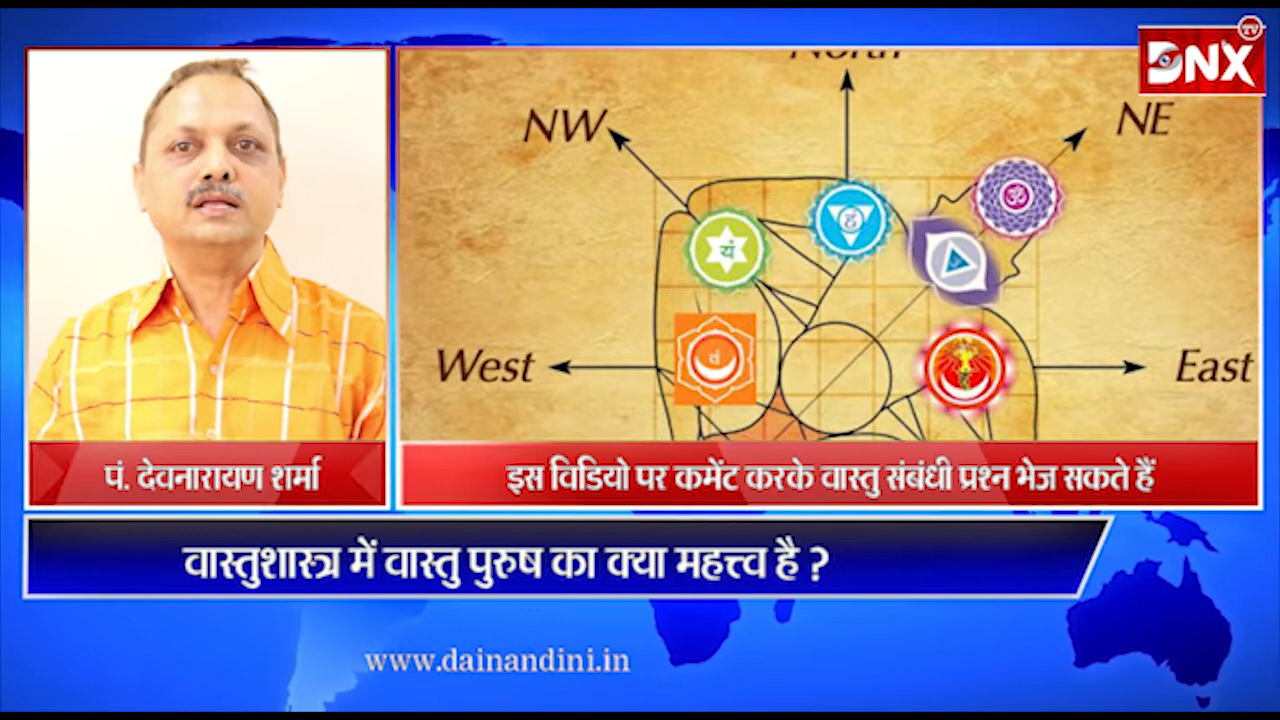 DNX TV
North
NW
NE
यं
हं
ॐ
वं
West
East
पं. देवनारायण शर्मा
इस विडियो पर कमेंट करके वास्तु संबंधी प्रश्न भेज सकते हैं
वास्तुशास्त्र में वास्तु पुरुष का क्या महत्त्व है ?
www.dainandini.in